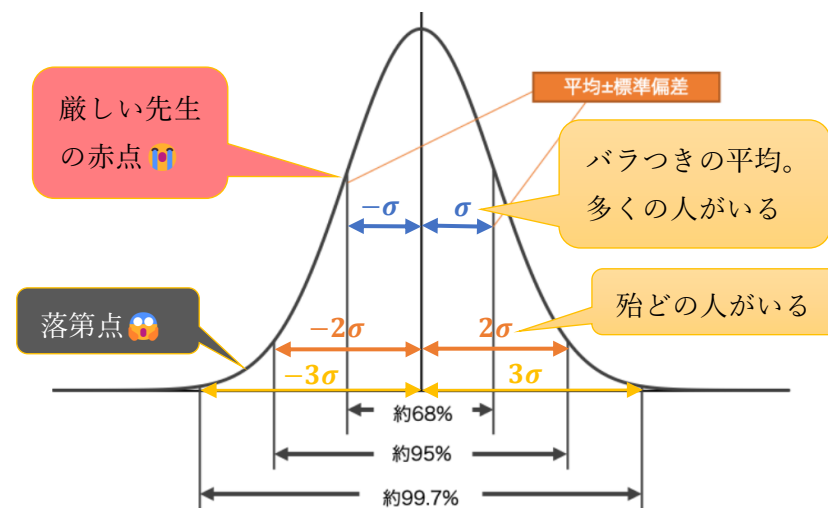 平均±標準偏差
厳しい先生
の赤点😭
バラつきの平均。
多くの人がいる
−σ
σ
殆どの人がいる
落第点😱
−2σ
2σ
−3σ
3σ
約68%
約95%
約99.7%